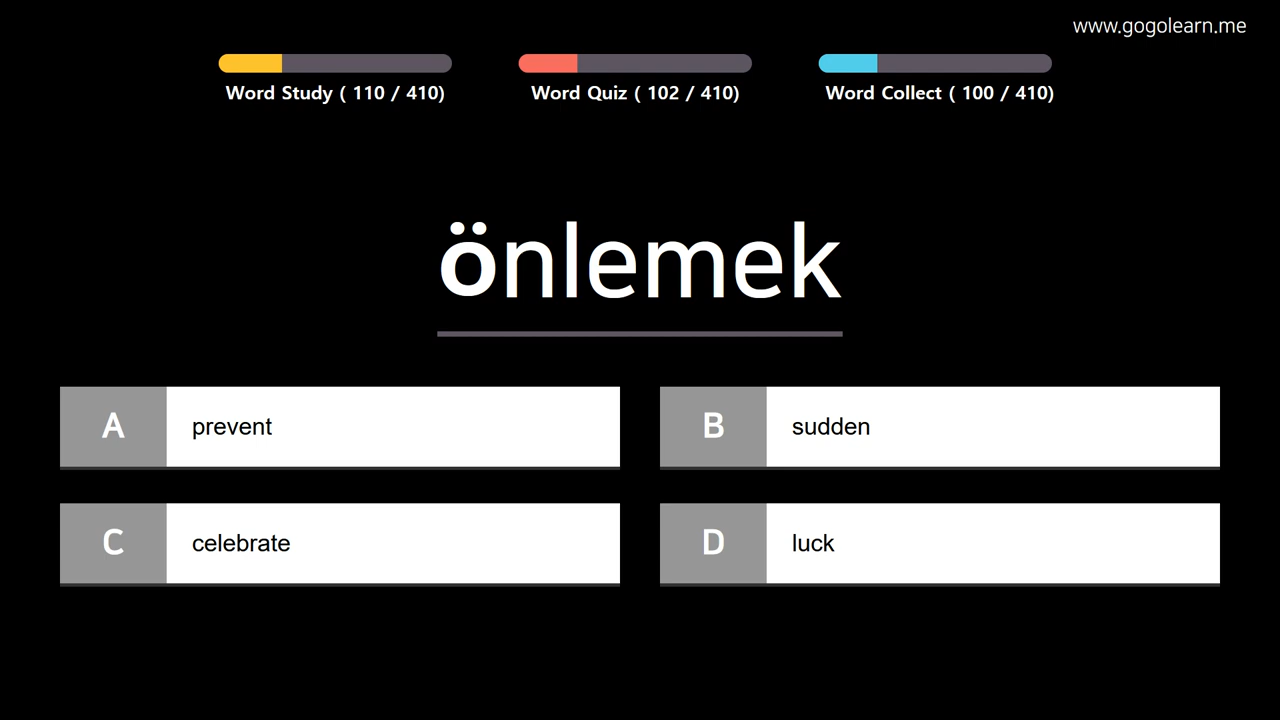 www.gogolearn.me
Word Study ( 110 / 410)
Word Quiz ( 102 / 410)
Word Collect ( 100 / 410)
önlemek
A prevent
B sudden
C celebrate
D luck